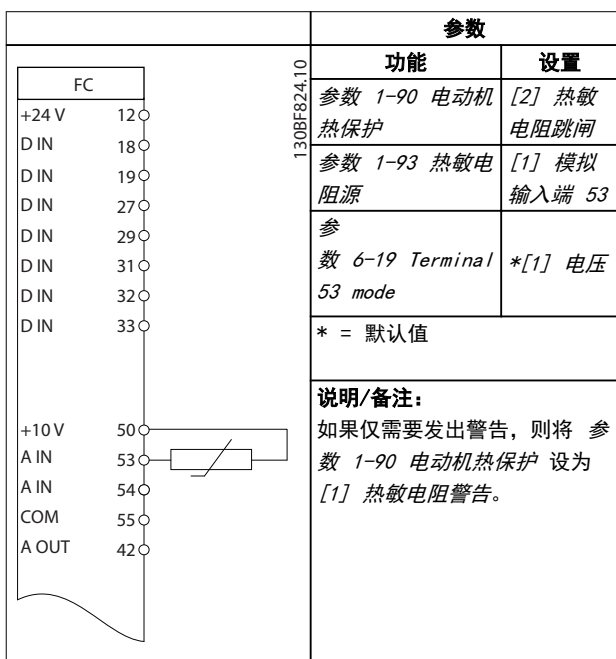 FC
+24 V 12
D IN 18
D IN 19
D IN 27
D IN 29
D IN 31
D IN 32
D IN 33
+10 V 50
A IN 53
A IN 54
COM 55
A OUT 42
130BF824.10
参数
功能 设置
参数 1-90 电动机 [2] 热敏
热保护 电阻跳闸
参数 1-93 热敏电 [1] 模拟
阻源 输入端 53
参
数 6-19 Terminal *[1] 电压
53 mode
* = 默认值
说明/备注:
如果仅需要发出警告，则将 参
数 1-90 电动机热保护 设为
[1] 热敏电阻警告。